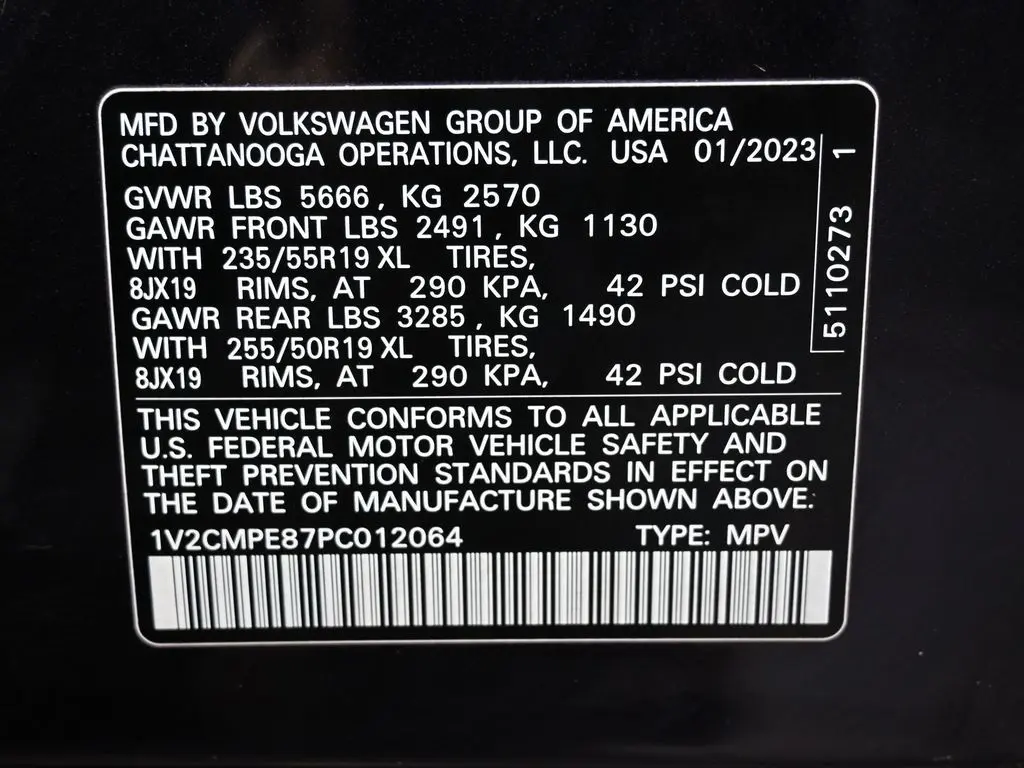 MFD BY VOLKSWAGEN GROUP OF AMERICA
CHATTANOOGA OPERATIONS, LLC. USA 01/2023
GVWR LBS 5666, KG 2570
GAWR FRONT LBS 2491, KG 1130
WITH 235/55R19 XL TIRES,
8JX19 RIMS, AT 290 KPA, 42 PSI COLD
GAWR REAR LBS 3285, KG 1490
WITH 255/50R19 XL TIRES,
8JX19 RIMS, AT 290 KPA, 42 PSI COLD
5110273 1
THIS VEHICLE CONFORMS TO ALL APPLICABLE
U.S. FEDERAL MOTOR VEHICLE SAFETY AND
THEFT PREVENTION STANDARDS IN EFFECT ON
THE DATE OF MANUFACTURE SHOWN ABOVE.
1V2CMPE87PC012064 TYPE: MPV